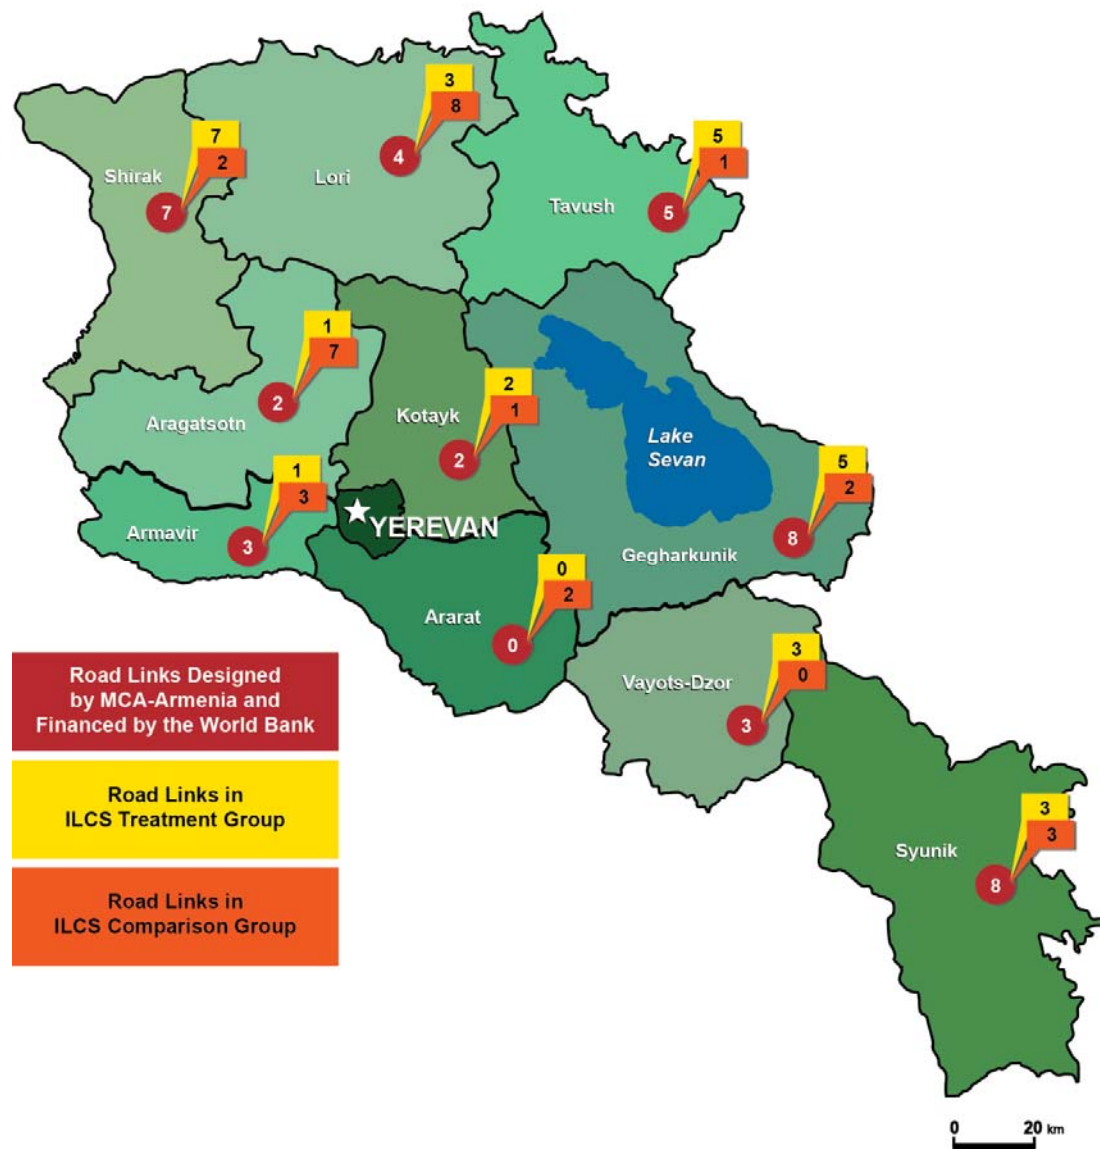 3
8
4
Lori
7
2
7
Shirak
5
1
5
Tavush
1
7
2
Aragatsotn
2
1
2
Kotayk
Lake
Sevan
5
2
8
Gegharkunik
1
3
3
Armavir
YEREVAN
0
2
0
Ararat
3
0
3
Vayots-Dzor
3
3
8
Syunik
Road Links Designed
by MCA-Armenia and
Financed by the World Bank
Road Links in
ILCS Treatment Group
Road Links in
ILCS Comparison Group
0 20 km